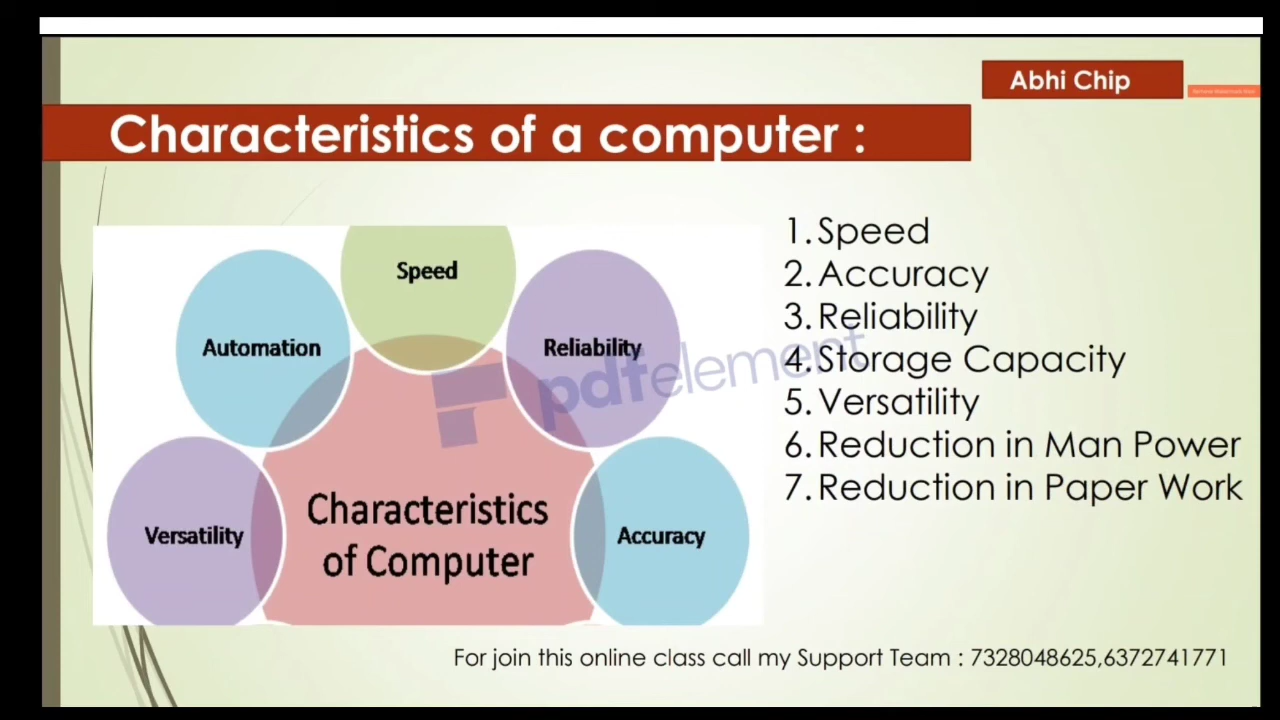 Abhi Chip
Characteristics of a computer :
Speed
Automation
Reliability
Versatility
Characteristics
of Computer
Accuracy
1. Speed
2. Accuracy
3. Reliability
4. Storage Capacity
5. Versatility
6. Reduction in Man Power
7. Reduction in Paper Work
pdfelement
For join this online class call my Support Team : 7328048625,6372741771